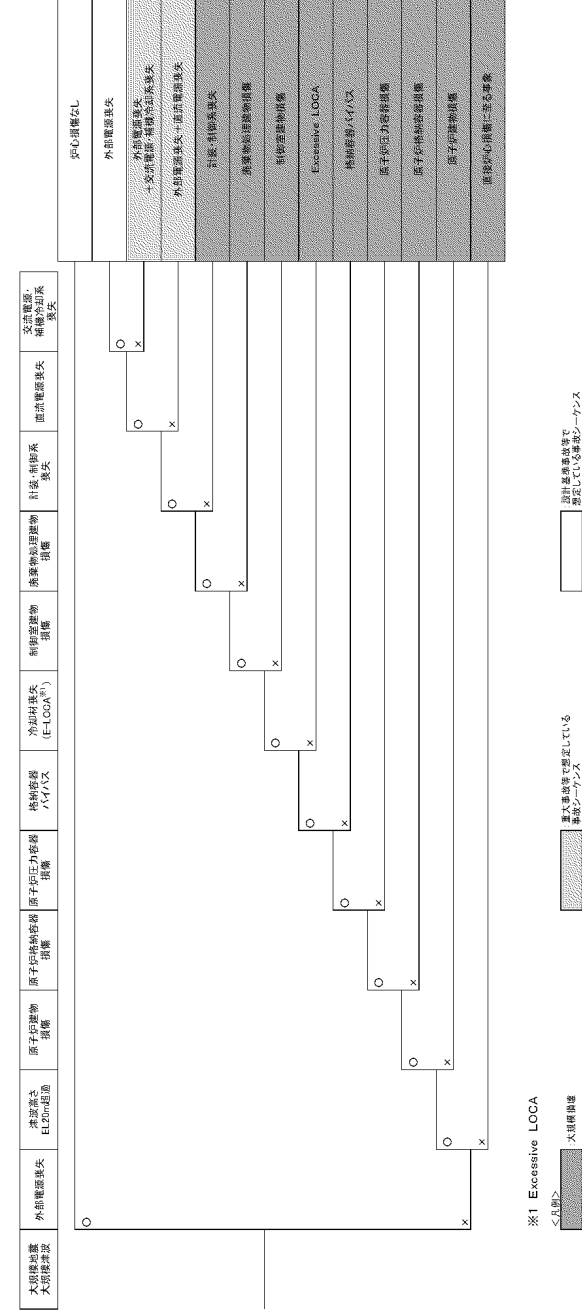 大規模地震
大規模津波
外部電源喪失
津波高さ
EL20m超過
原子炉建物
損傷
原子炉格納容器
損傷
原子炉圧力容器
損傷
格納容器
バイパス
冷却材喪失
(E-LOCA※1)
制御室建物
損傷
廃棄物処理建物
損傷
計装・制御系
喪失
直流電源喪失
交流電源・
補機冷却系
喪失
○
×
○
×
○
×
○
×
○
×
○
×
○
×
○
×
○
×
○
×
○
×
○
×
炉心損傷なし
外部電源喪失
外部電源喪失
+交流電源・補機冷却系喪失
外部電源喪失+直流電源喪失
計装・制御系喪失
廃棄物処理建物損傷
制御室建物損傷
Excessive LOCA
格納容器バイパス
原子炉圧力容器損傷
原子炉格納容器損傷
原子炉建物損傷
直接炉心損傷に至る事象
※1 Excessive LOCA
<凡例>
:大規模損壊
:重大事故等で想定している
事故シーケンス
:設計基準事故等で
想定している事故シーケンス